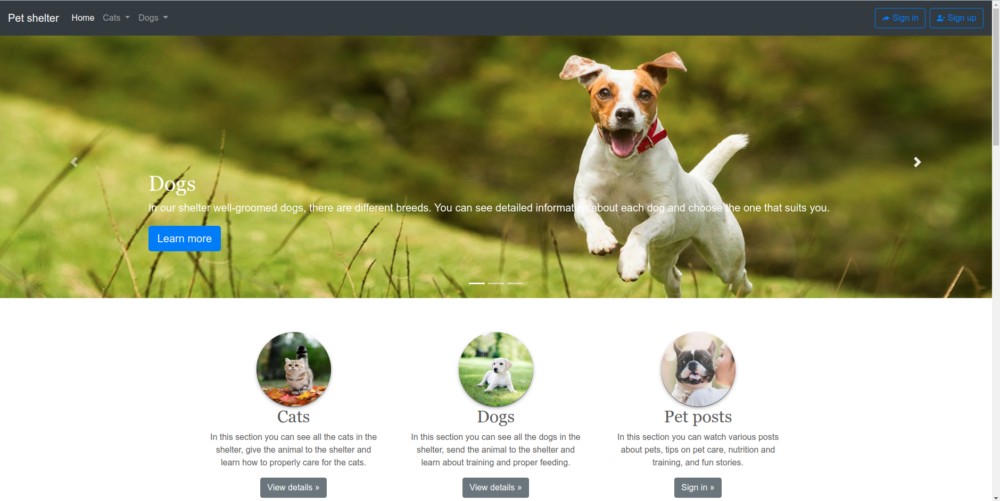 Pet shelter Home Cats Dogs Sign in Sign up
Dogs
In our shelter well-groomed dogs, there are different breeds. You can see detailed information about each dog and choose the one that suits you.
Learn more
Cats
In this section you can see all the cats in the
shelter, give the animal to the shelter and
learn how to properly care for the cats.
View details »
Dogs
In this section you can see all the dogs in the
shelter, send the animal to the shelter and
learn about training and proper feeding.
View details »
Pet posts
In this section you can watch various posts
about pets, tips on pet care, nutrition and
training, and fun stories.
Sign in »